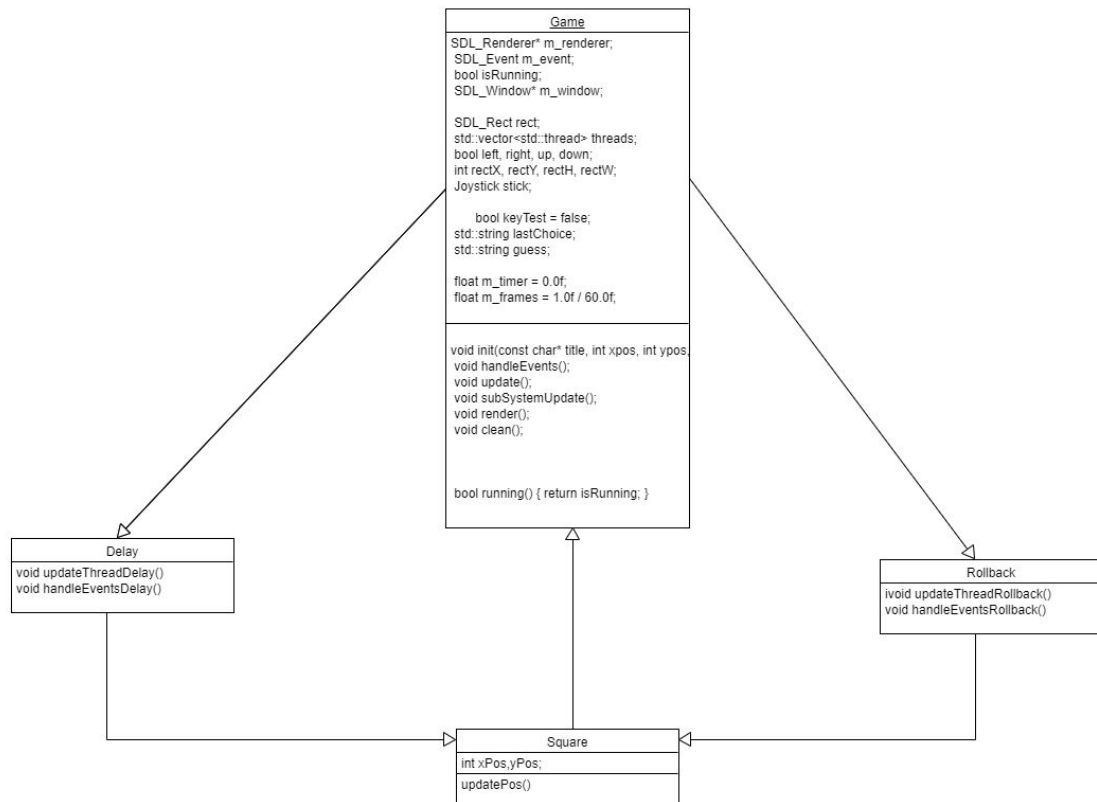 Game
SDL_Renderer* m_renderer;
SDL_Event m_event;
bool isRunning;
SDL_Window* m_window;
SDL_Rect rect;
std::vector<std::thread> threads;
bool left, right, up, down;
int rectX, rectY, rectH, rectW;
Joystick stick;
bool keyTest = false;
std::string lastChoice;
std::string guess;
float m_timer = 0.0f;
float m_frames = 1.0f / 60.0f;
void init(const char* title, int xpos, int ypos,
void handleEvents();
void update();
void subSystemUpdate();
void render();
void clean();
bool running() { return isRunning; }
Delay
void updateThreadDelay()
void handleEventsDelay()
Rollback
ivoid updateThreadRollback()
void handleEventsRollback()
Square
int xPos,yPos;
updatePos()